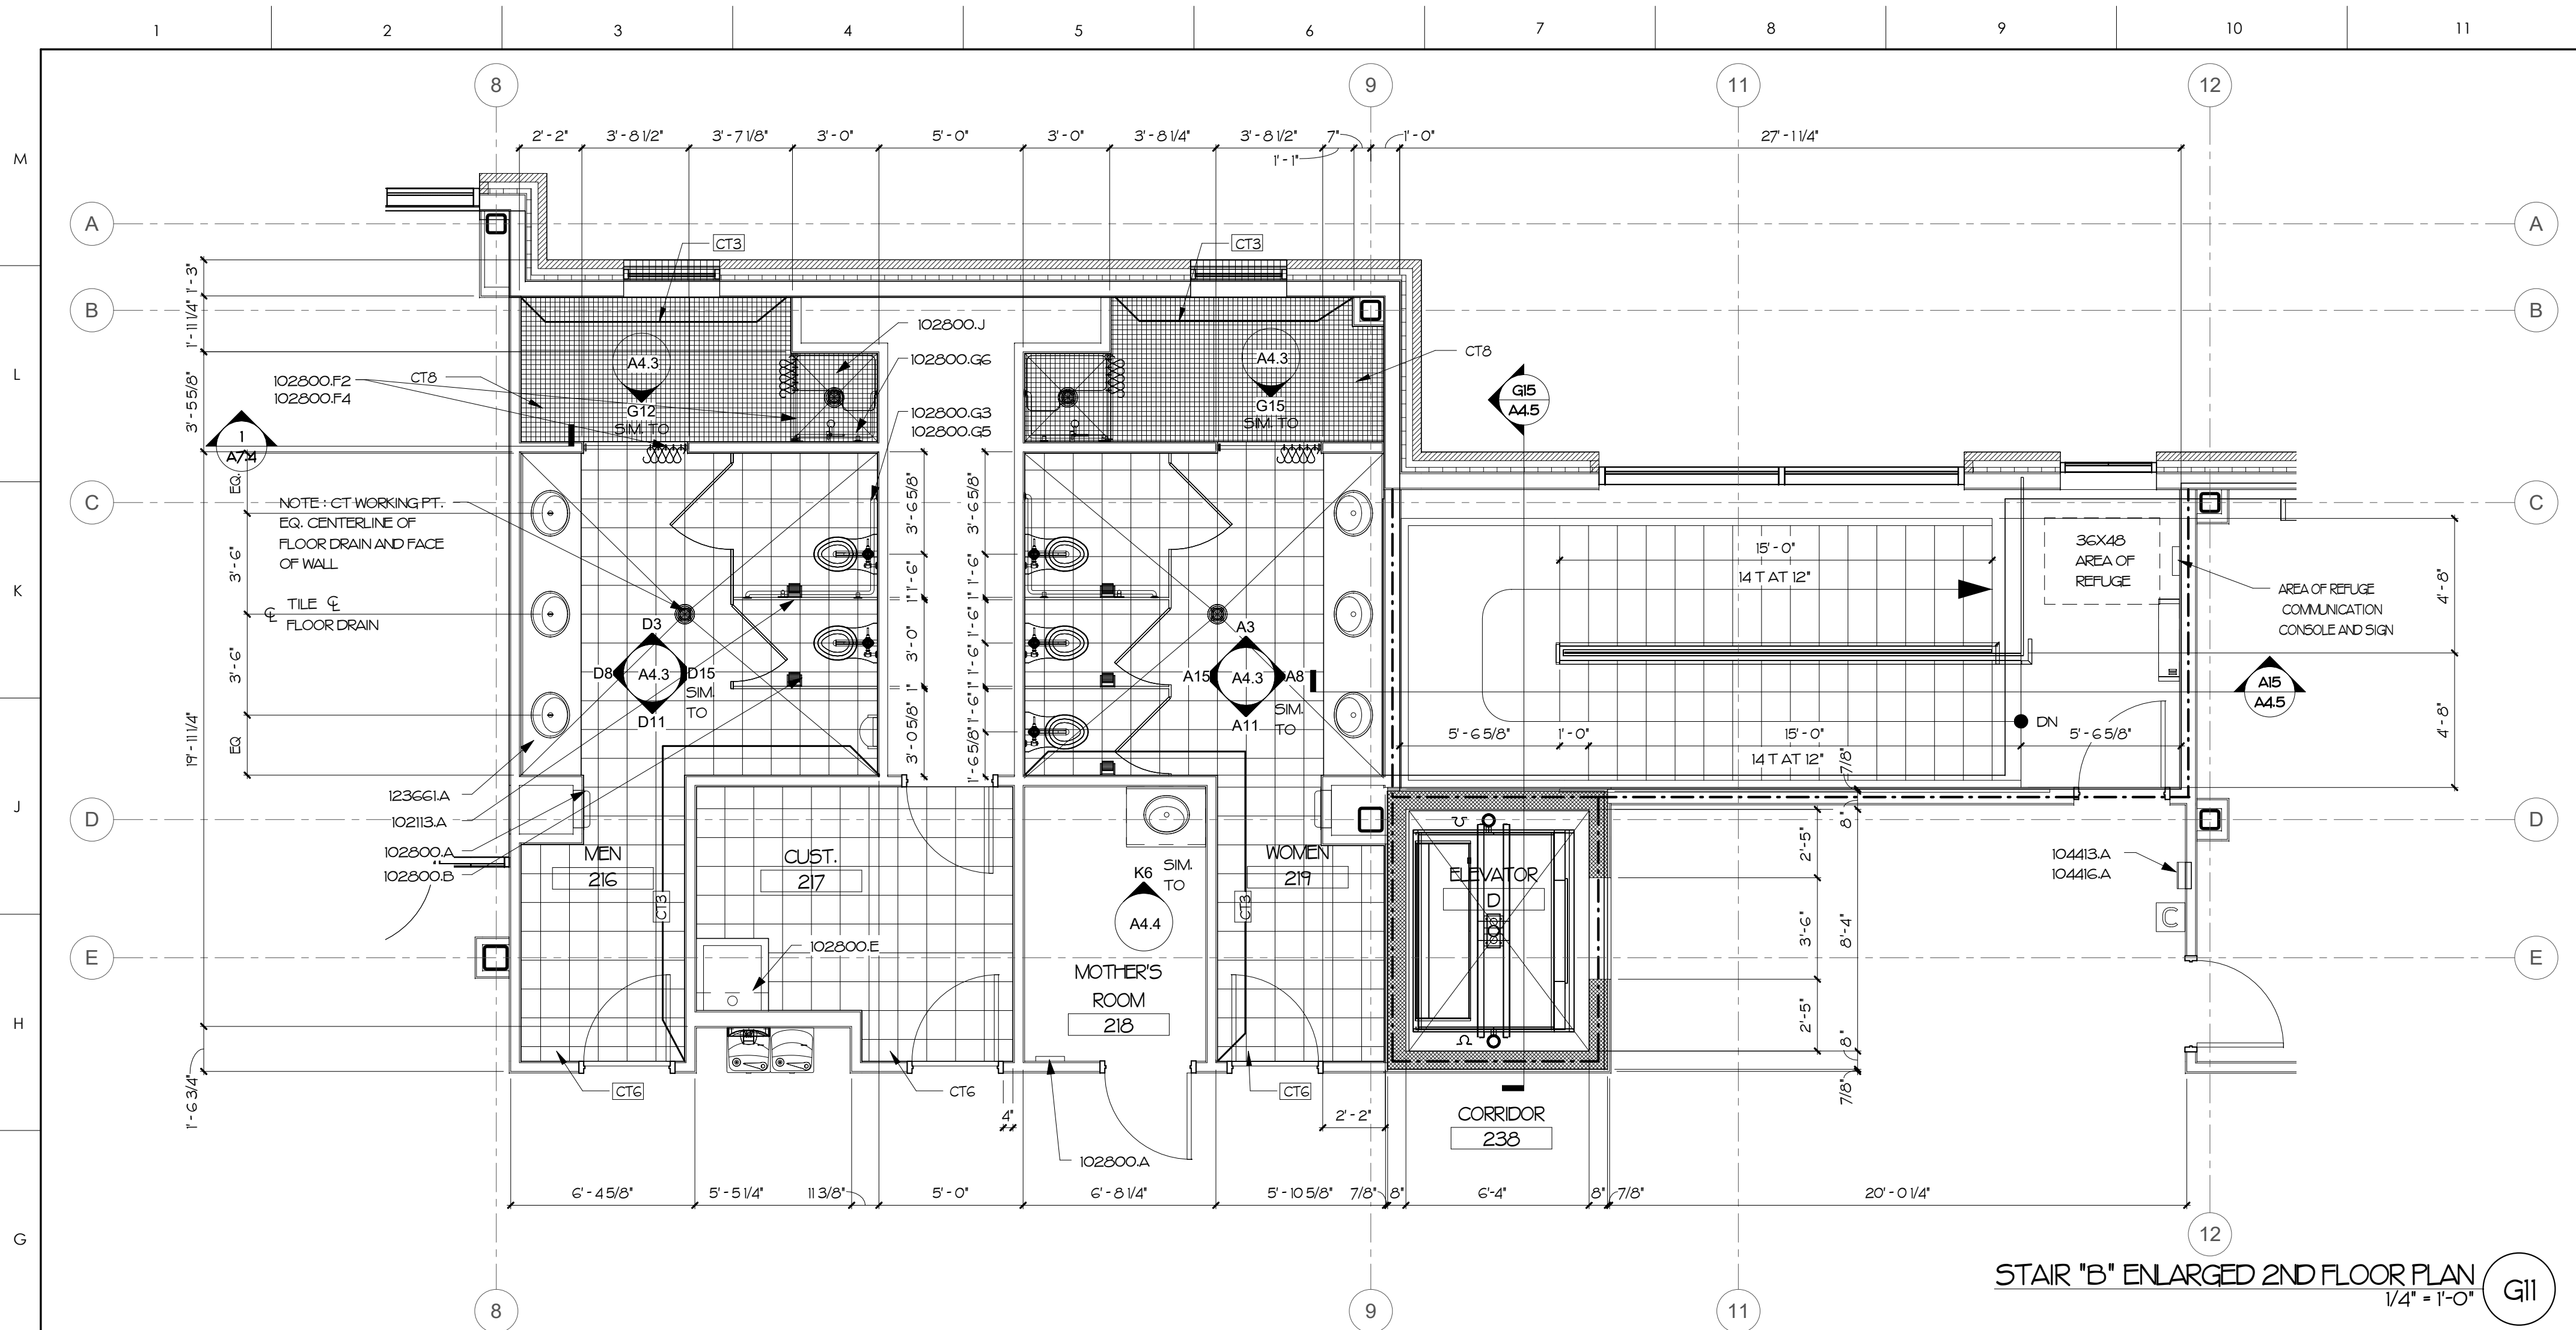 1 2 3 4 5 6 7 8 9 10 11
M
L
K
J
H
G
8 9 11 12
2' - 2" 3' - 8 1/2" 3' - 7 1/8" 3' - 0" 5' - 0" 3' - 0" 3' - 8 1/4" 3' - 8 1/2" 7" 1' - 0" 27' - 1 1/4"
1' - 1"
A A
CT3 CT3
1' - 3"
B B
1' - 11 1/4"
102800.J
A4.3 A4.3
CT8
102800.G6
102800.F2 CT8
102800.F4
G12 G15
SIM. TO SIM. TO
G15
A4.5
102800.G3
102800.G5
3' - 5 5/8"
1
A7.4
EQ.
C C
NOTE : CT WORKING PT.
EQ. CENTERLINE OF
FLOOR DRAIN AND FACE
OF WALL
3' - 6 5/8" 3' - 6 5/8"
15' - 0"
14 T AT 12"
36X48
AREA OF
REFUGE
3' - 6"
1' - 6" 1' - 6"
4' - 8"
AREA OF REFUGE
COMMUNICATION
CONSOLE AND SIGN
TILE ℄
℄ FLOOR DRAIN
1" 1"
D3 A3
3' - 0" 1' - 6"
D8 A4.3 D15 A15 A4.3 A8
SIM.
TO
SIM.
TO
D11 A11
3' - 6"
1' - 6"
A15
A4.5
1" 1"
1' - 6"
DN
4' - 8"
EQ
3' - 0 5/8" 1' - 6 5/8"
5' - 6 5/8" 1' - 0" 15' - 0" 5' - 6 5/8"
14 T AT 12"
7/8"
19' - 11 1/4"
123661.A
102113.A
102800.A
102800.B
D D
8"
2'-5"
MEN
216
CUST.
217
SIM.
TO
K6
A4.4
WOMEN
219
ELEVATOR
D
104413.A
104416.A
CT3 CT3
C
3'-6" 8'-4"
102800.E
E E
MOTHER'S
ROOM
218
2'-5"
8"
7/8"
1' - 6 3/4"
CT6 CT6 CT6
4" 2' - 2"
CORRIDOR
238
102800.A
6' - 4 5/8" 5' - 5 1/4" 11 3/8" 5' - 0" 6' - 8 1/4" 5' - 10 5/8" 7/8" 8" 6'-4" 8" 7/8" 20' - 0 1/4"
12
STAIR "B" ENLARGED 2ND FLOOR PLAN
1/4" = 1'-0"
G11
8 9 11